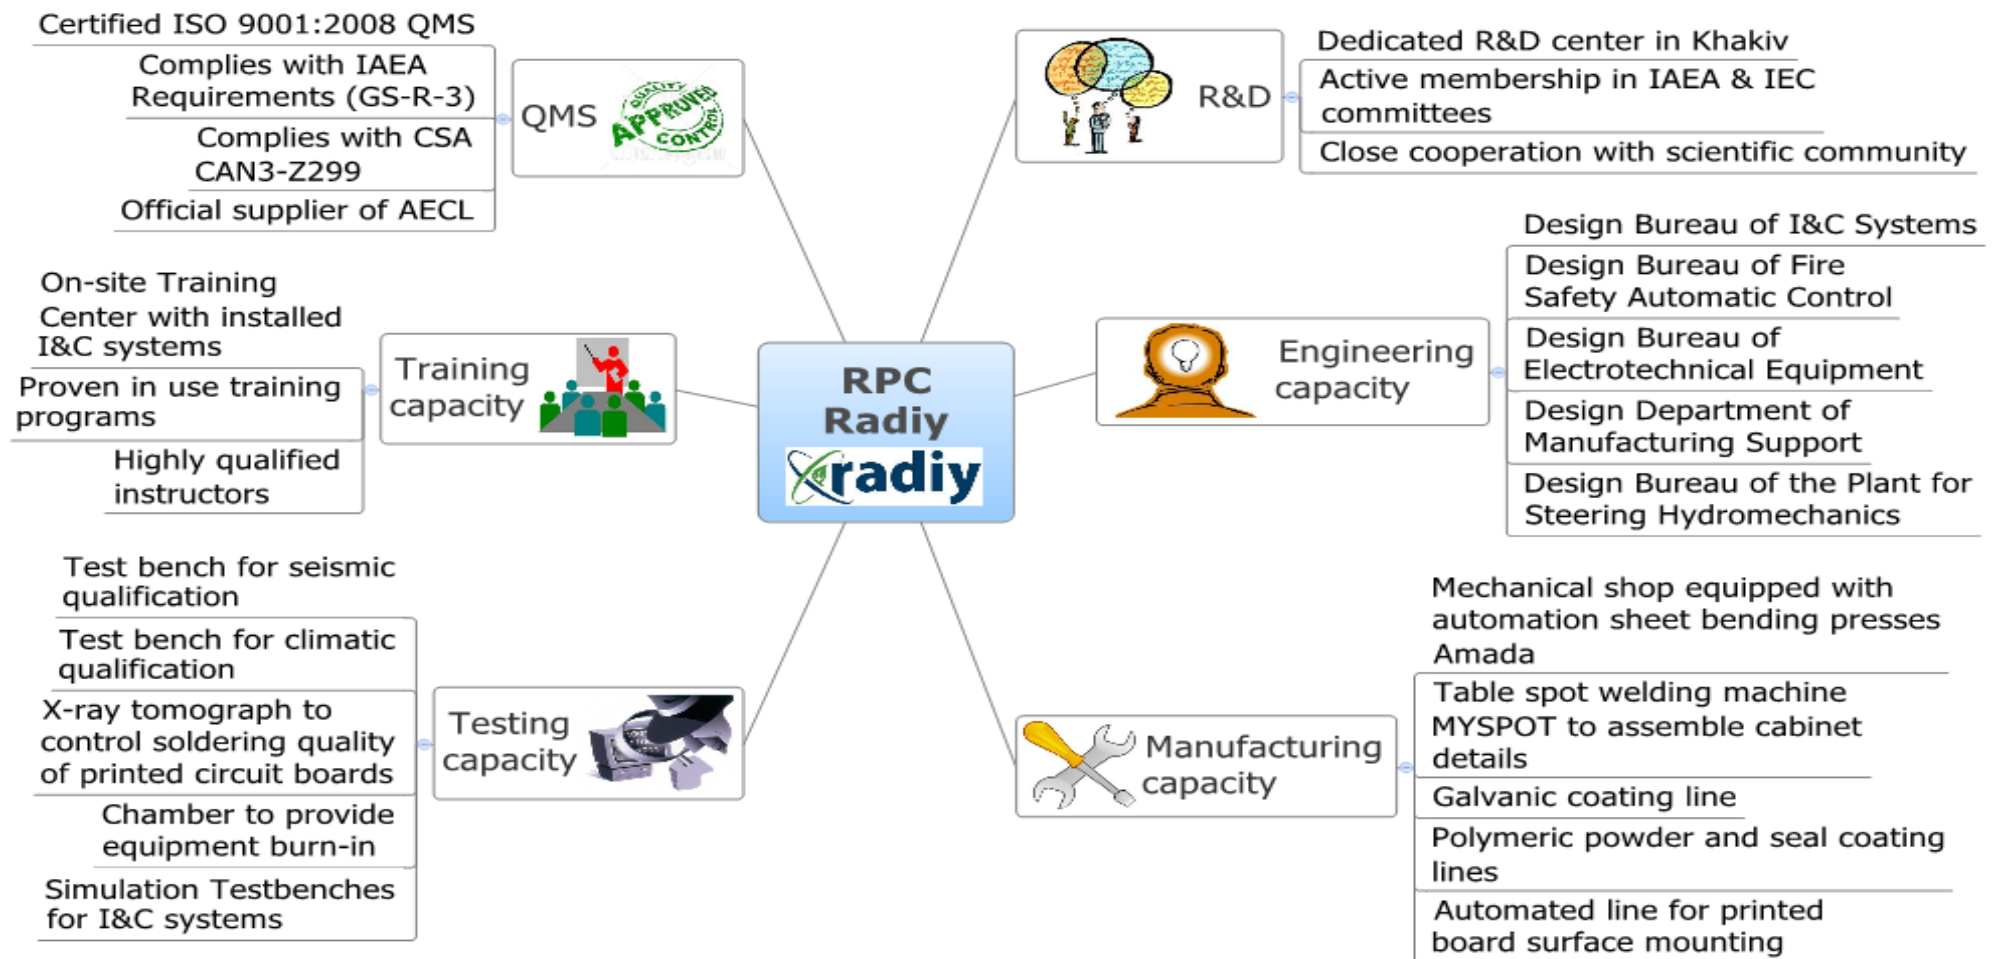 Certified ISO 9001:2008 QMS
Complies with IAEA
Requirements (GS-R-3)
Complies with CSA
CAN3-Z299
Official supplier of AECL
QMS
QUALITY
APPROVED
CONTROL
Dedicated R&D center in Khakiv
Active membership in IAEA & IEC
committees
Close cooperation with scientific community
R&D
On-site Training
Center with installed
I&C systems
Proven in use training
programs
Highly qualified
instructors
Training
capacity
RPC
Radiy
radiy
Engineering
capacity
Design Bureau of I&C Systems
Design Bureau of Fire
Safety Automatic Control
Design Bureau of
Electrotechnical Equipment
Design Department of
Manufacturing Support
Design Bureau of the Plant for
Steering Hydromechanics
Test bench for seismic
qualification
Test bench for climatic
qualification
X-ray tomograph to
control soldering quality
of printed circuit boards
Chamber to provide
equipment burn-in
Simulation Testbenches
for I&C systems
Testing
capacity
Manufacturing
capacity
Mechanical shop equipped with
automation sheet bending presses
Amada
Table spot welding machine
MYSPOT to assemble cabinet
details
Galvanic coating line
Polymeric powder and seal coating
lines
Automated line for printed
board surface mounting